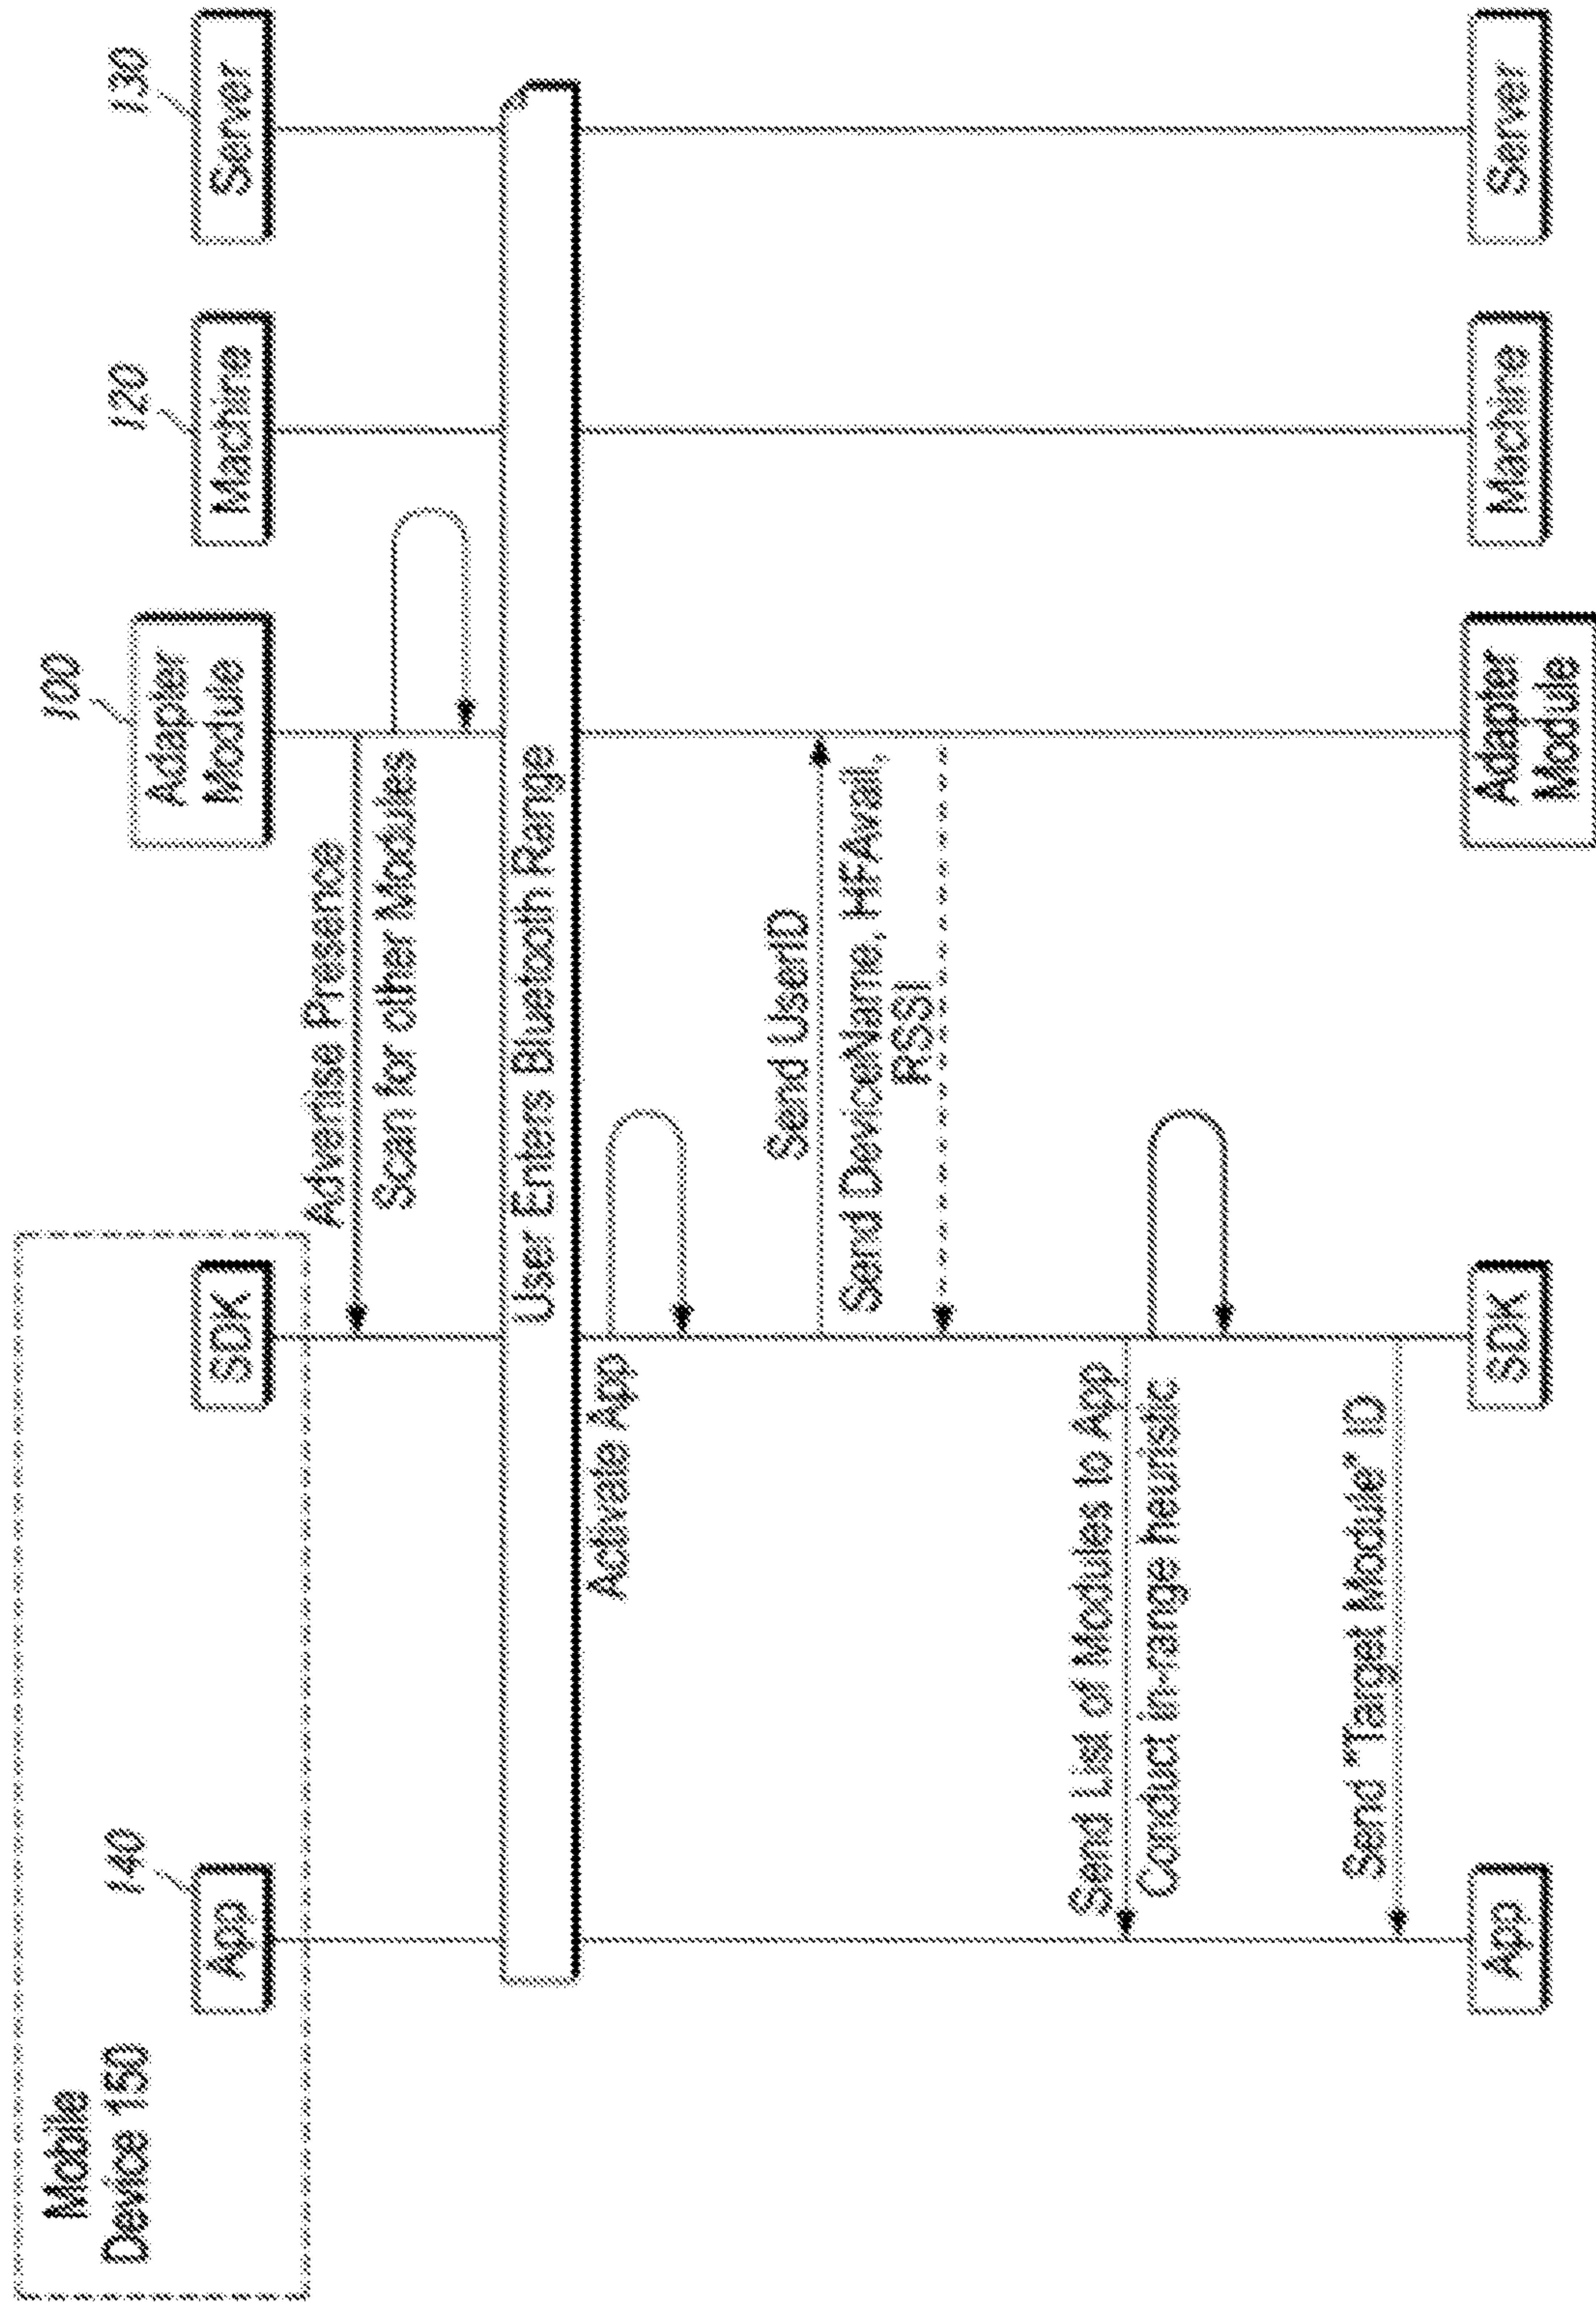 Mobile
Device 150
140
100
120
130
App
SDK
Adapter
Module
Machine
Server
Advertise Presence
Scan for other Modules
User Enters Bluetooth Range
Activate App
Send UserID
Send DeviceName, HFAvail,
RSSI
Send List of Modules to App
Conduct in-range heuristic
Send "Target Module" ID
App
SDK
Adapter
Module
Machine
Server